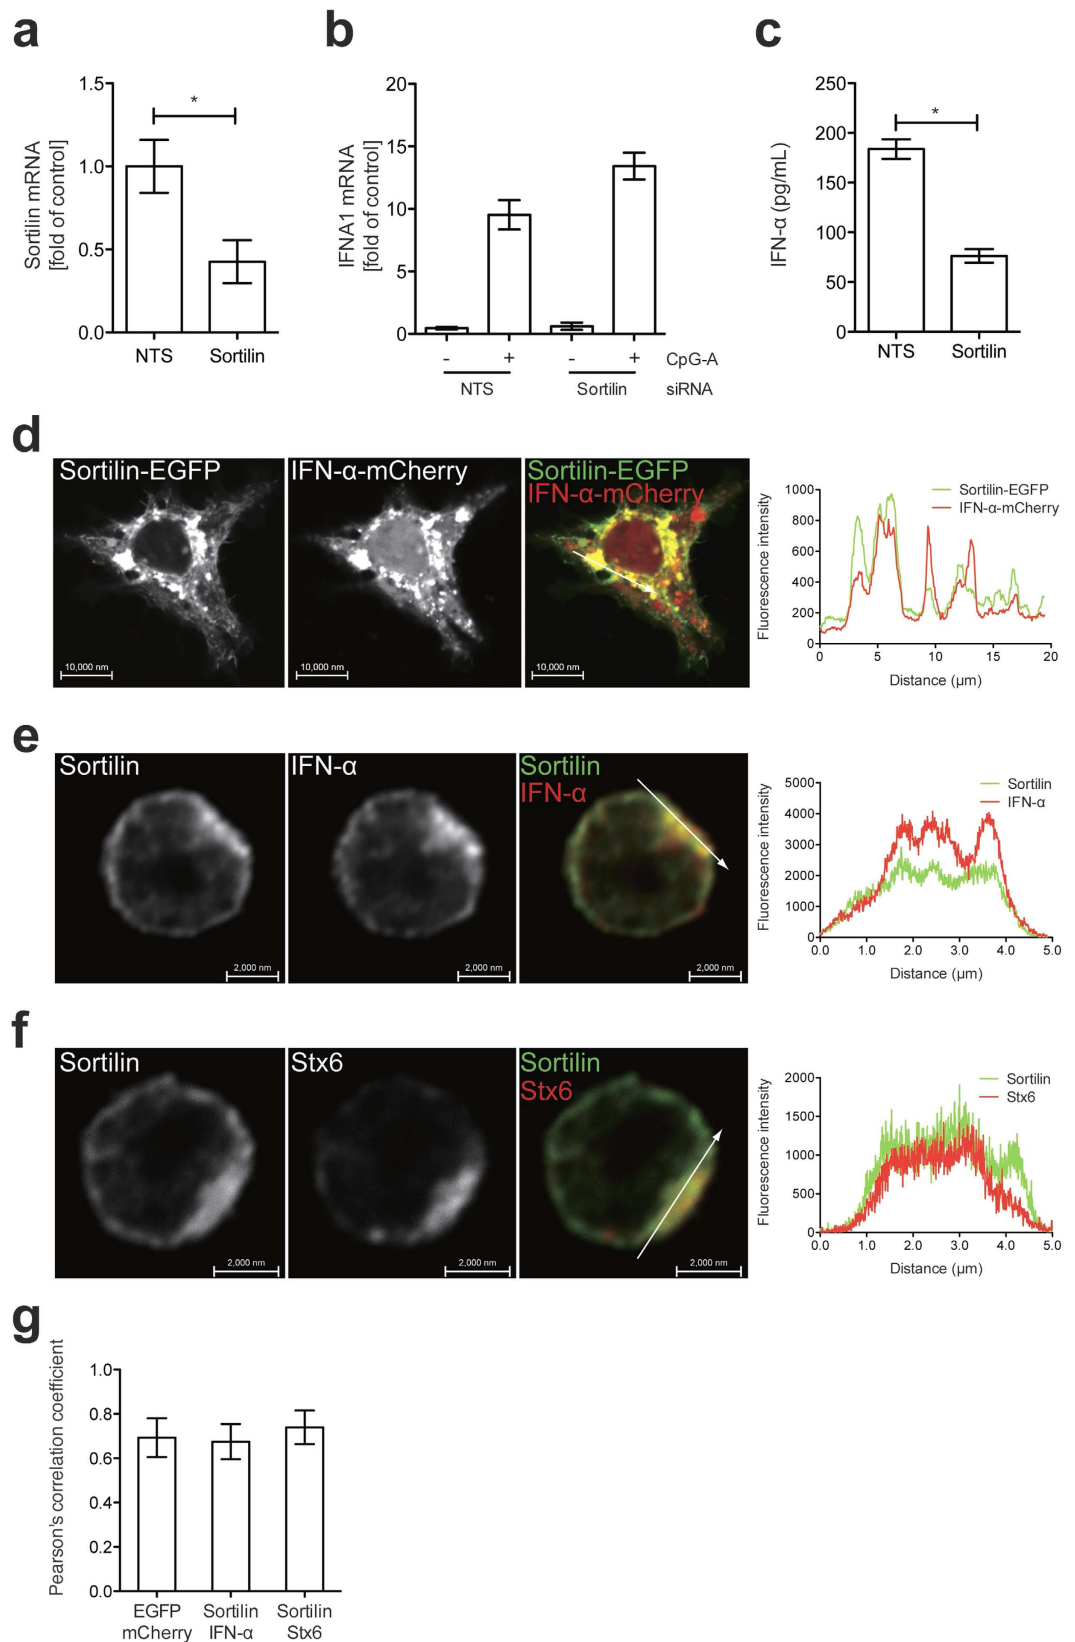 a
b
c
1.5
1.0
0.5
0.0
Sortilin mRNA
[fold of control]
*
NTS
Sortilin
20
15
10
5
0
IFNA1 mRNA
[fold of control]
-
+
-
+
CpG-A
NTS
Sortilin
siRNA
250
200
150
100
50
0
IFN-α (pg/mL)
*
NTS
Sortilin
d
Sortilin-EGFP
10,000 nm
IFN-α-mCherry
10,000 nm
Sortilin-EGFP
IFN-α-mCherry
10,000 nm
Fluorescence intensity
1000
800
600
400
200
0
Sortilin-EGFP
IFN-α-mCherry
0
5
10
15
20
Distance (µm)
e
Sortilin
2,000 nm
IFN-α
2,000 nm
Sortilin
IFN-α
2,000 nm
Fluorescence intensity
5000
4000
3000
2000
1000
0
Sortilin
IFN-α
0.0
1.0
2.0
3.0
4.0
5.0
Distance (µm)
f
Sortilin
2,000 nm
Stx6
2,000 nm
Sortilin
Stx6
2,000 nm
Fluorescence intensity
2000
1500
1000
500
0
Sortilin
Stx6
0.0
1.0
2.0
3.0
4.0
5.0
Distance (µm)
g
Pearson's correlation coefficient
1.0
0.8
0.6
0.4
0.2
0.0
EGFP
mCherry
Sortilin
IFN-α
Sortilin
Stx6